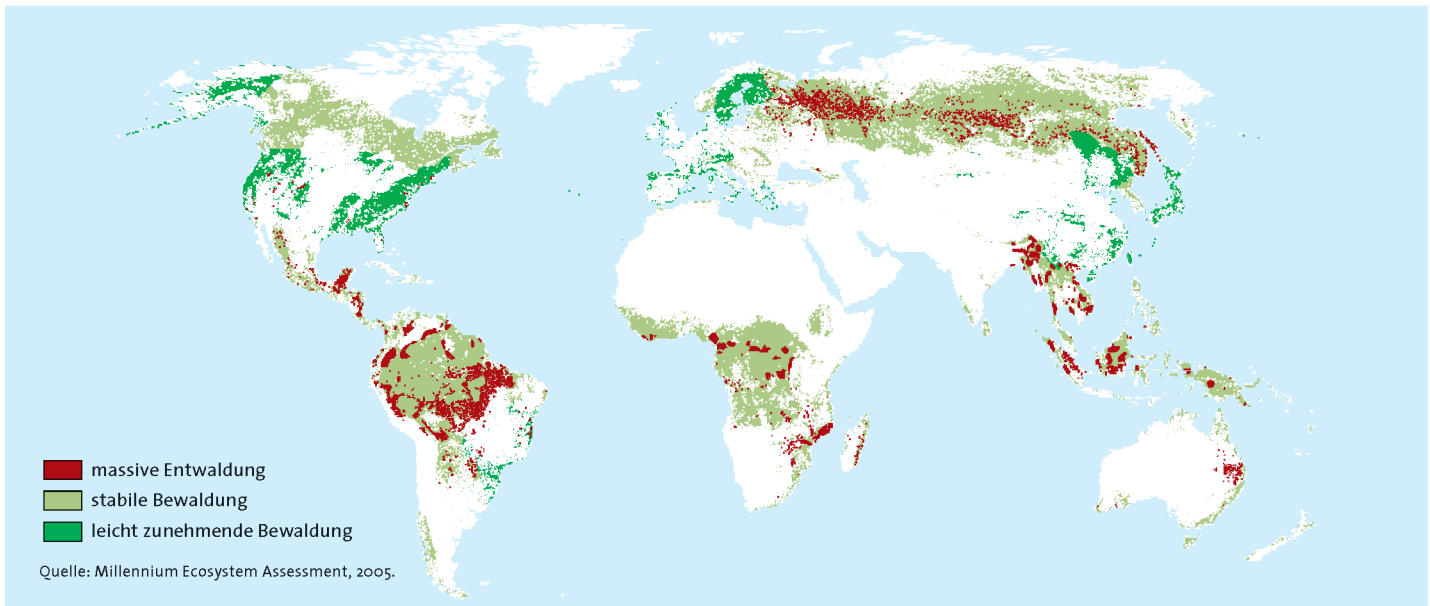 massive Entwaldung
stabile Bewaldung
leicht zunehmende Bewaldung
Quelle: Millennium Ecosystem Assessment, 2005.